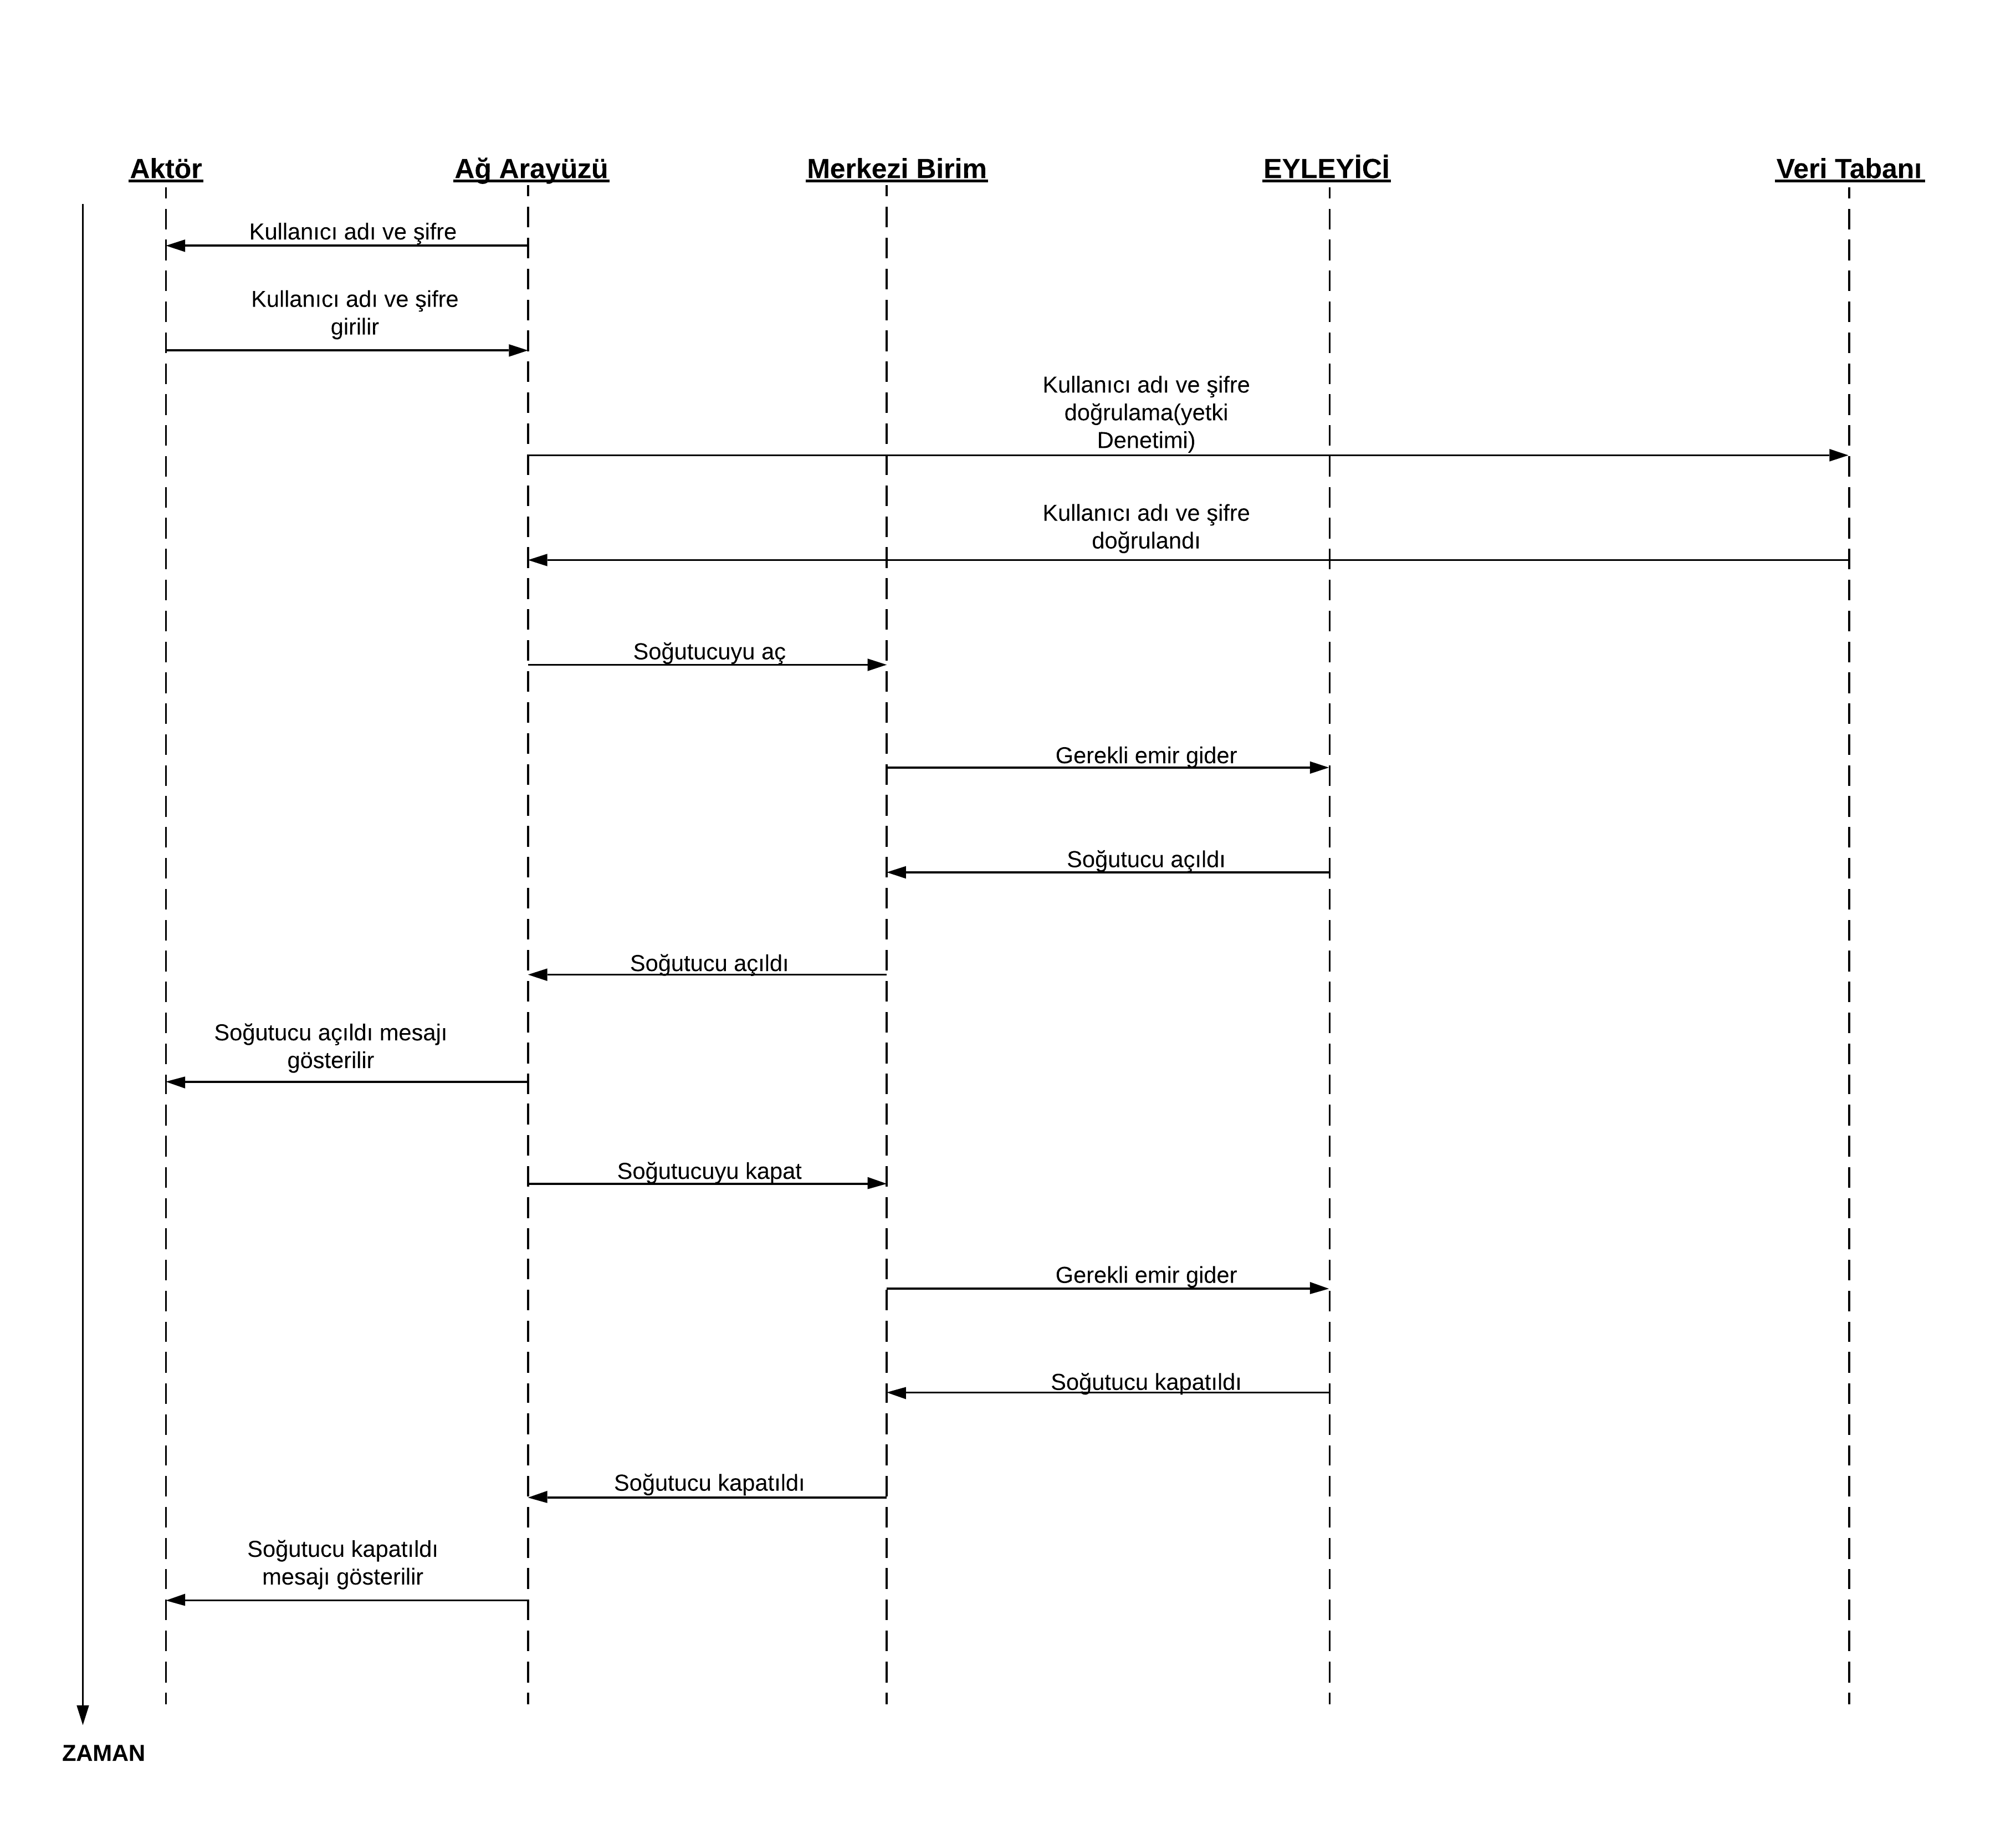 Aktör
Ağ Arayüzü
Merkezi Birim
EYLEYİCİ
Veri Tabanı
Kullanıcı adı ve şifre
Kullanıcı adı ve şifre
girilir
Kullanıcı adı ve şifre
doğrulama(yetki
Denetimi)
Kullanıcı adı ve şifre
doğrulandı
Soğutucuyu aç
Gerekli emir gider
Soğutucu açıldı
Soğutucu açıldı
Soğutucu açıldı mesajı
gösterilir
Soğutucuyu kapat
Gerekli emir gider
Soğutucu kapatıldı
Soğutucu kapatıldı
Soğutucu kapatıldı
mesajı gösterilir
ZAMAN